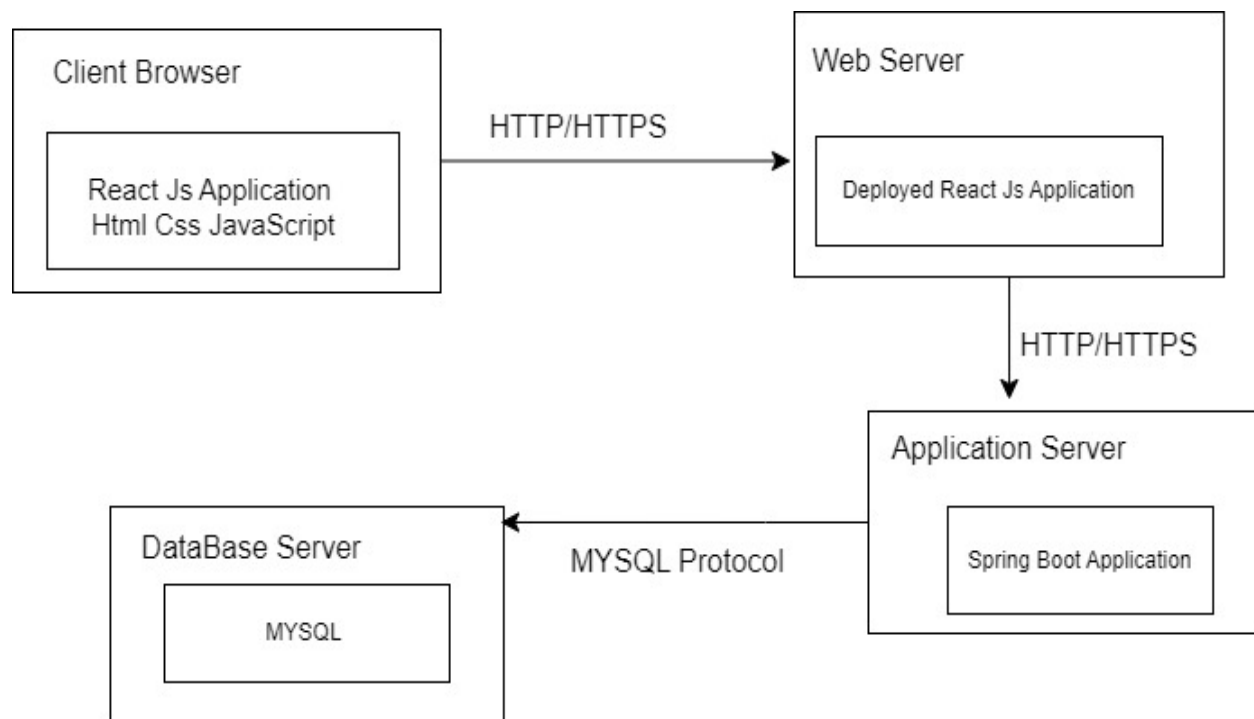 Client Browser
React Js Application
Html Css JavaScript
HTTP/HTTPS
Web Server
Deployed React Js Application
HTTP/HTTPS
Application Server
Spring Boot Application
MYSQL Protocol
DataBase Server
MYSQL